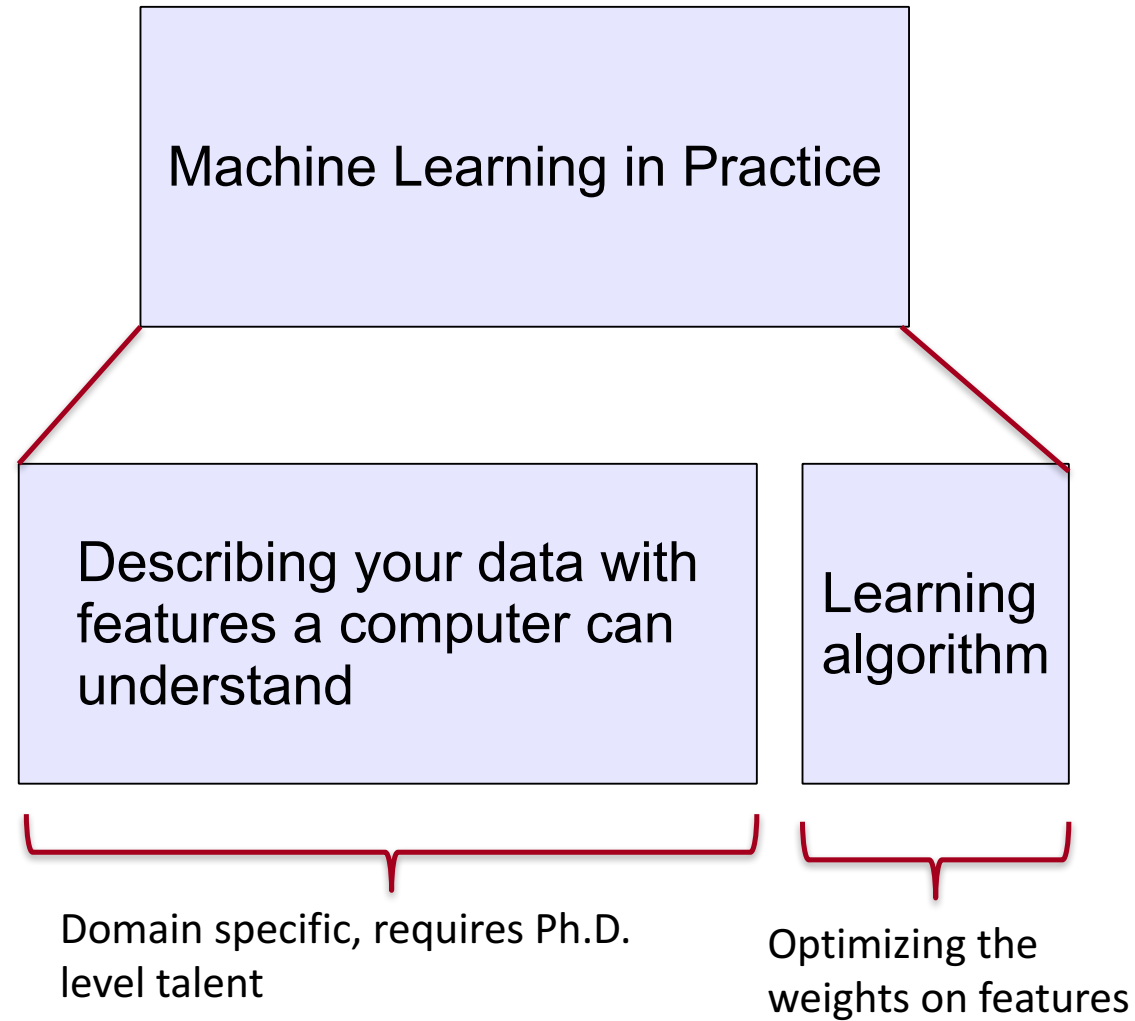 Machine Learning in Practice
Describing your data with
features a computer can
understand
Learning
algorithm
Domain specific, requires Ph.D.
level talent
Optimizing the
weights on features